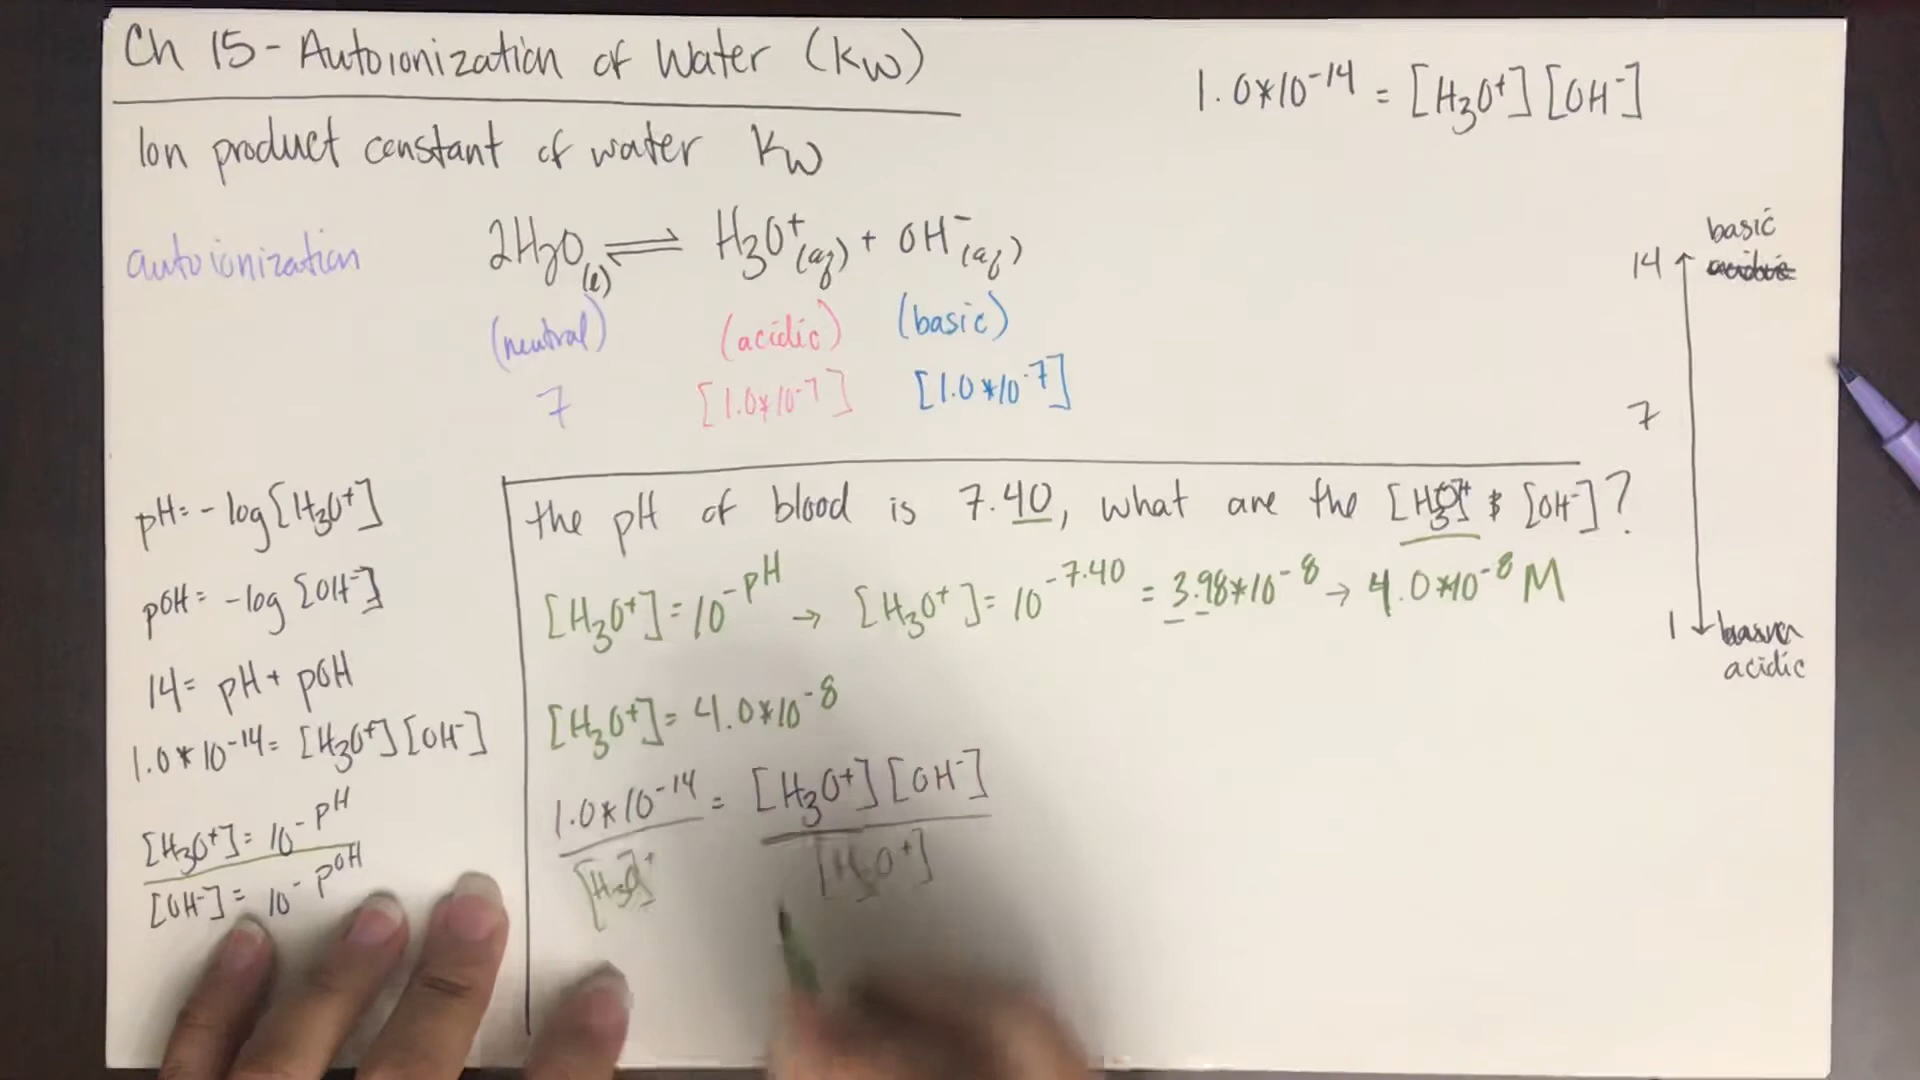 Ch 15 - Autoionization of Water (Kw)
1.0*10⁻¹⁴ = [H₃O⁺][OH⁻]
Ion product constant of water Kw
autoionization 2H₂O(l) ⇌ H₃O⁺(aq) + OH⁻(aq)
(neutral) (acidic) (basic)
7 [1.0*10⁻⁷] [1.0*10⁻⁷]
basic
14
7
1
acidic
pH = -log[H₃O⁺]
pOH = -log[OH⁻]
14 = pH + pOH
1.0*10⁻¹⁴ = [H₃O⁺][OH⁻]
[H₃O⁺] = 10^-pH
[OH⁻] = 10^-pOH
the pH of blood is 7.40, what are the [H₃O⁺] & [OH⁻]?
[H₃O⁺] = 10^-pH → [H₃O⁺] = 10^-7.40 = 3.98*10⁻⁸ → 4.0*10⁻⁸ M
[H₃O⁺] = 4.0*10⁻⁸
1.0*10⁻¹⁴ = [H₃O⁺][OH⁻]
[H₃O]⁺ [H₃O⁺]